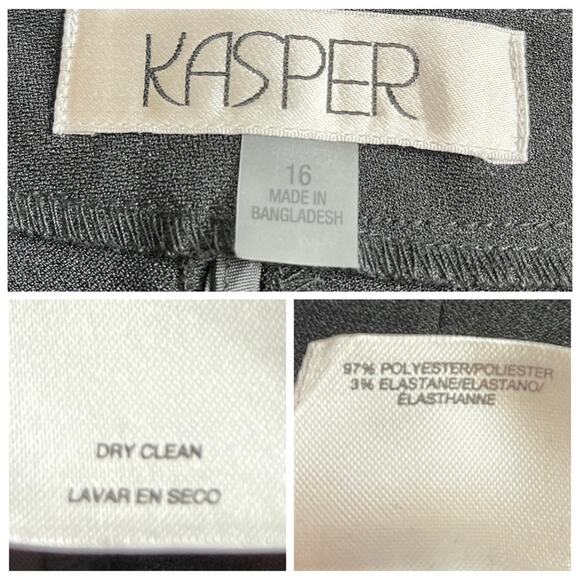 KASPER
16
MADE IN
BANGLADESH
DRY CLEAN
LAVAR EN SECO
97% POLYESTER/POLIESTER
3% ELASTANE/ELASTANO/
ÉLASTHANNE